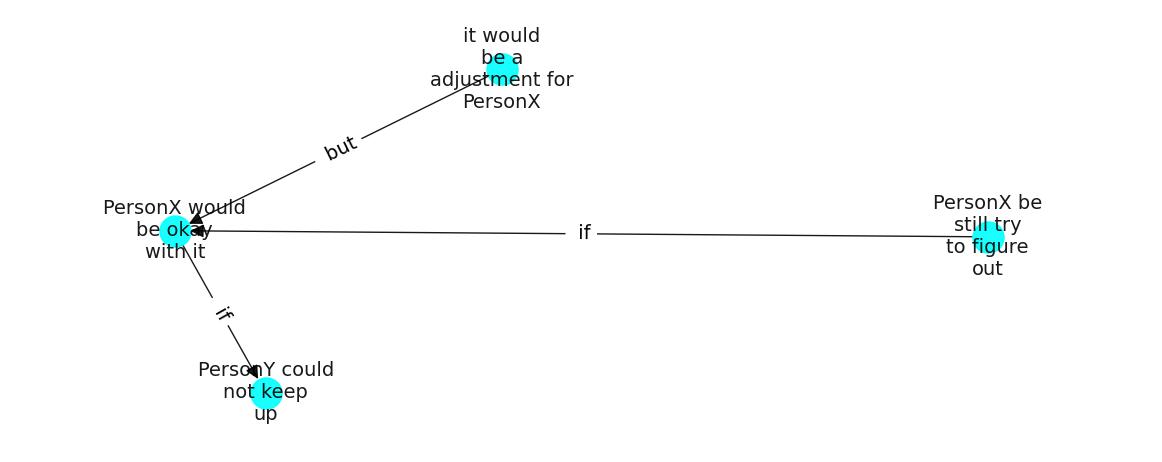 it would
be a
adjustment for
PersonX
but
PersonX would
be okay
with it
if
PersonX be
still try
to figure
out
if
PersonY could
not keep
up